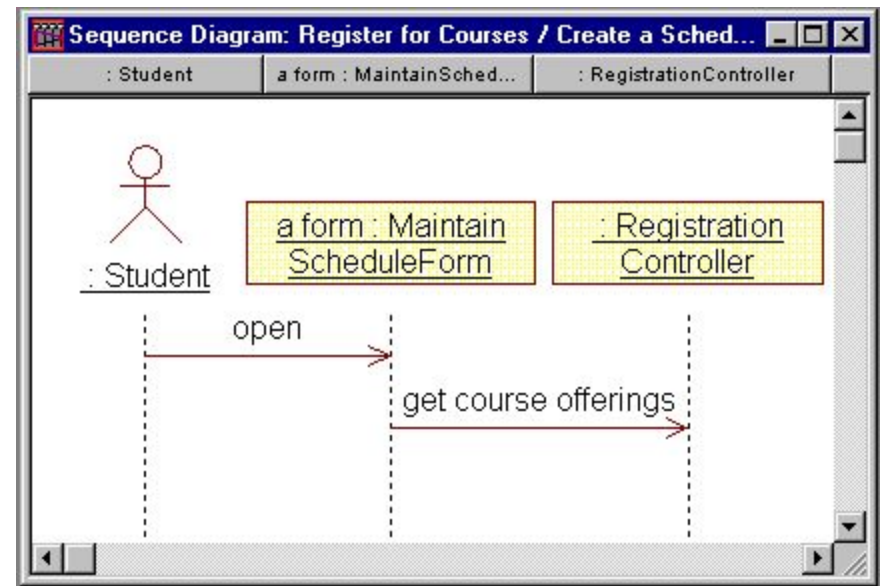 Sequence Diagram: Register for Courses / Create a Sched...
: Student
a form : MaintainSched...
: RegistrationController
: Student
a form : Maintain
ScheduleForm
: Registration
Controller
open
get course offerings